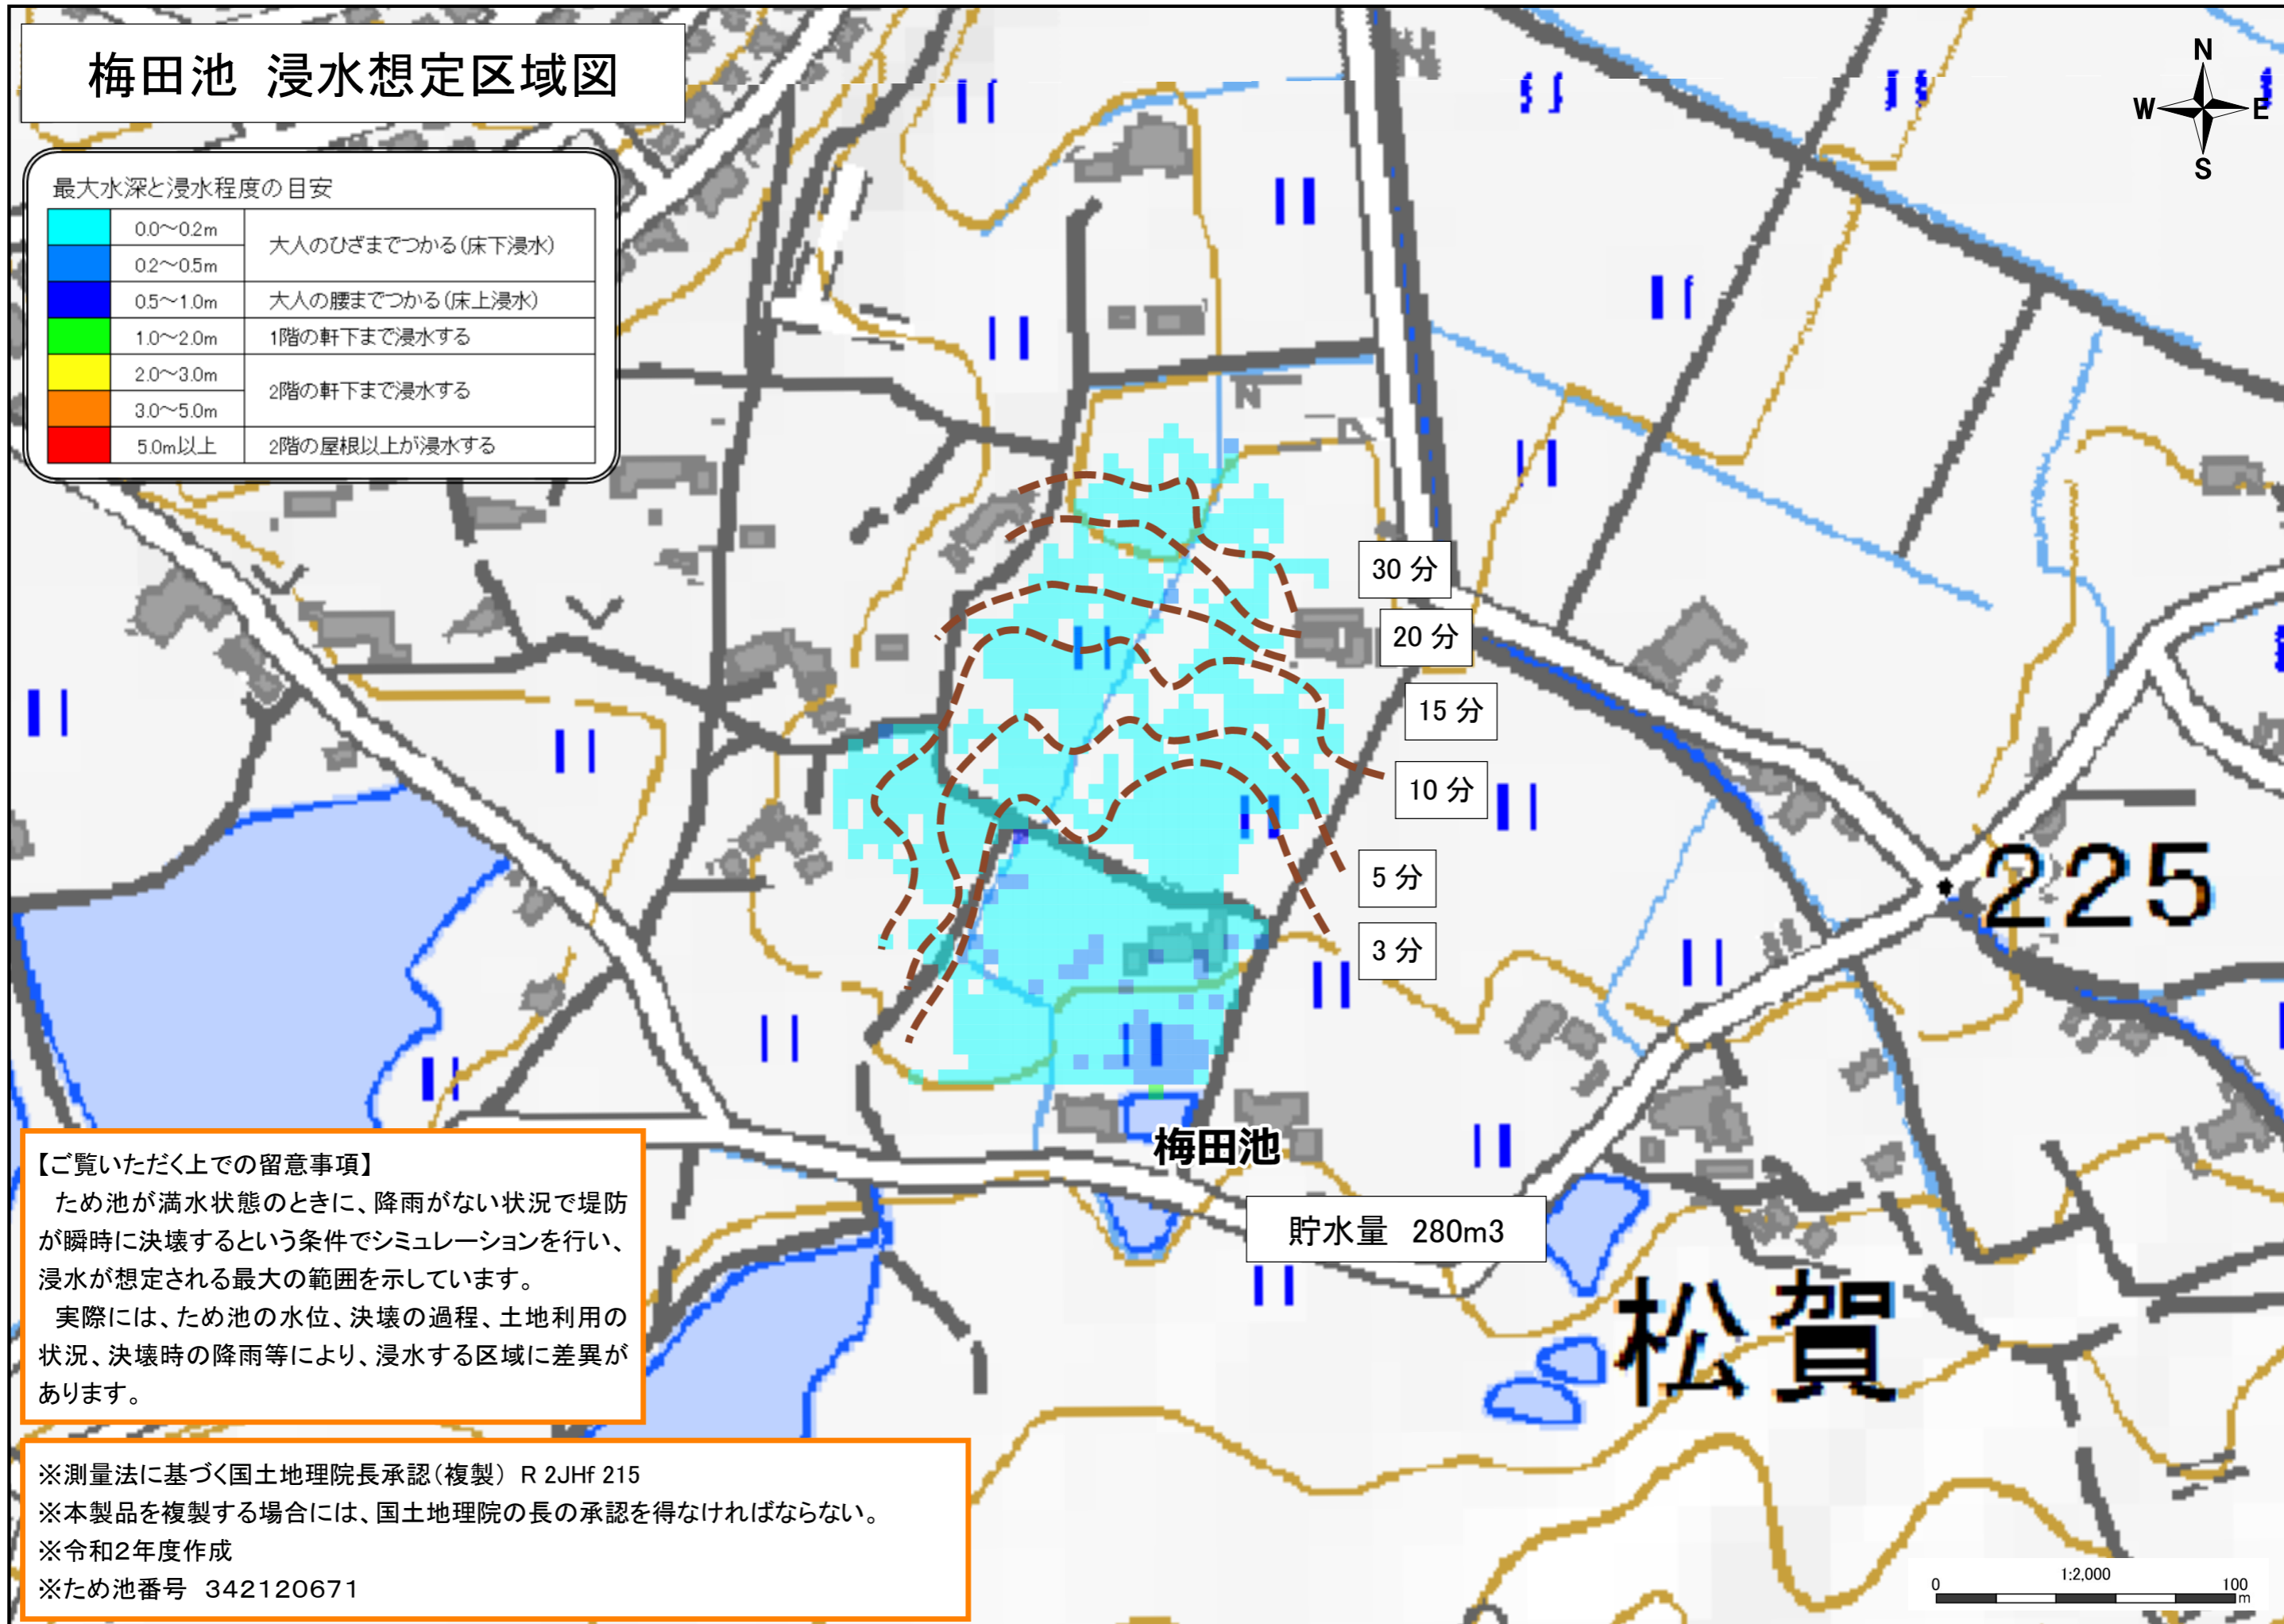 梅田池 浸水想定区域図
N
W E
S
最大水深と浸水程度の目安
0.0～0.2m
大人のひざまでつかる(床下浸水)
0.2～0.5m
0.5～1.0m 大人の腰までつかる(床上浸水)
1.0～2.0m 1階の軒下まで浸水する
2.0～3.0m
2階の軒下まで浸水する
3.0～5.0m
5.0m以上 2階の屋根以上が浸水する
30 分
20 分
15 分
10 分
5 分
3 分
225
梅田池
貯水量 280m3
松賀
【ご覧いただく上での留意事項】
ため池が満水状態のときに、降雨がない状況で堤防
が瞬時に決壊するという条件でシミュレーションを行い、
浸水が想定される最大の範囲を示しています。
実際には、ため池の水位、決壊の過程、土地利用の
状況、決壊時の降雨等により、浸水する区域に差異が
あります。
※測量法に基づく国土地理院長承認(複製) R 2JHf 215
※本製品を複製する場合には、国土地理院の長の承認を得なければならない。
※令和2年度作成
※ため池番号 342120671
1:2,000
0 100
m